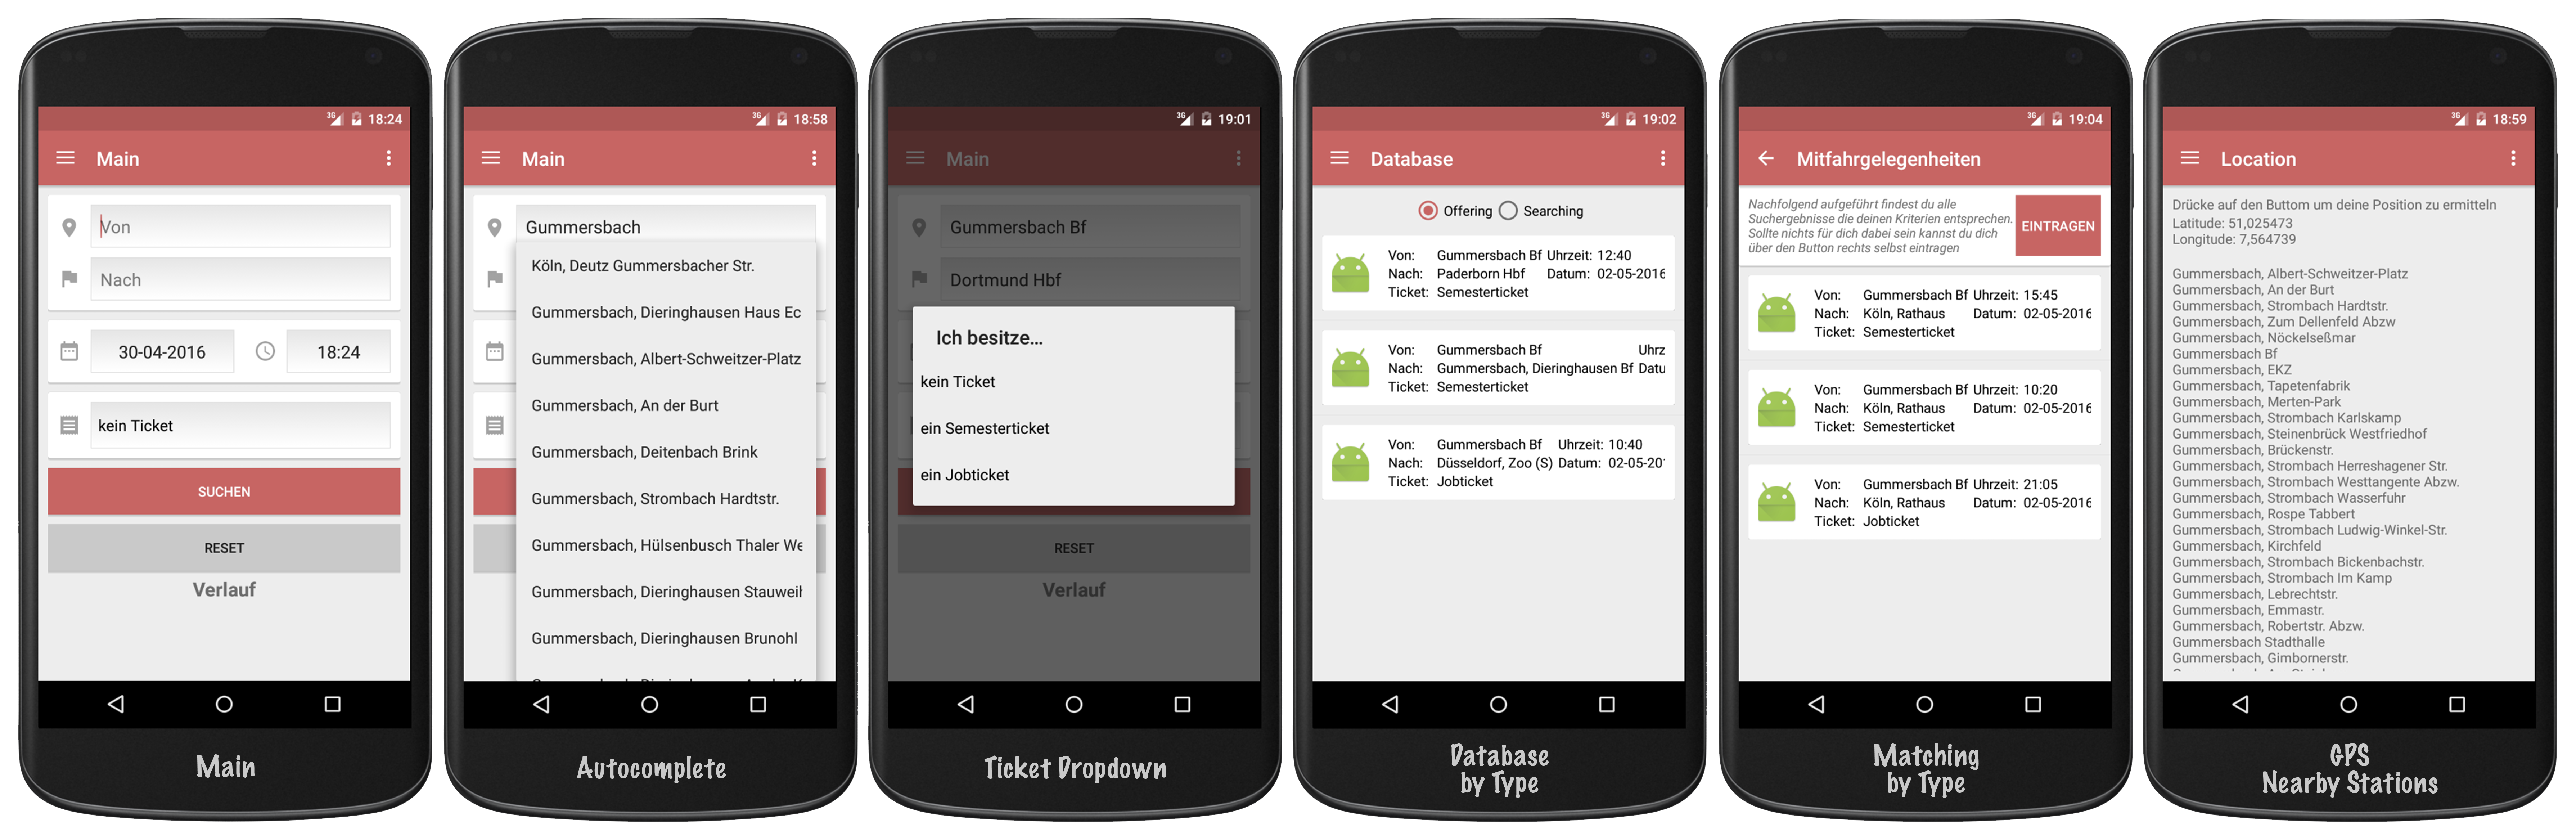 3G 18:24
Main
Von
Nach
30-04-2016 18:24
kein Ticket
SUCHEN
RESET
Verlauf
Main
3G 18:58
Main
Gummersbach
Köln, Deutz Gummersbacher Str.
Gummersbach, Dieringhausen Haus Ec
Gummersbach, Albert-Schweitzer-Platz
Gummersbach, An der Burt
Gummersbach, Deitenbach Brink
Gummersbach, Strombach Hardtstr.
Gummersbach, Hülsenbusch Thaler We
Gummersbach, Dieringhausen Stauweih
Gummersbach, Dieringhausen Brunohl
Autocomplete
3G 19:01
Main
Gummersbach Bf
Dortmund Hbf
Ich besitze...
kein Ticket
ein Semesterticket
ein Jobticket
RESET
Verlauf
Ticket Dropdown
3G 19:02
Database
Offering Searching
Von: Gummersbach Bf Uhrzeit: 12:40
Nach: Paderborn Hbf Datum: 02-05-2016
Ticket: Semesterticket
Von: Gummersbach Bf Uhrz
Nach: Gummersbach, Dieringhausen Bf Datu
Ticket: Semesterticket
Von: Gummersbach Bf Uhrzeit: 10:40
Nach: Düsseldorf, Zoo (S) Datum: 02-05-20
Ticket: Jobticket
Database
by Type
3G 19:04
Mitfahrgelegenheiten
Nachfolgend aufgeführt findest du alle
Suchergebnisse die deinen Kriterien entsprechen.
Sollte nichts für dich dabei sein kannst du dich
über den Button rechts selbst eintragen
EINTRAGEN
Von: Gummersbach Bf Uhrzeit: 15:45
Nach: Köln, Rathaus Datum: 02-05-2016
Ticket: Semesterticket
Von: Gummersbach Bf Uhrzeit: 10:20
Nach: Köln, Rathaus Datum: 02-05-2016
Ticket: Semesterticket
Von: Gummersbach Bf Uhrzeit: 21:05
Nach: Köln, Rathaus Datum: 02-05-2016
Ticket: Jobticket
Matching
by Type
3G 18:59
Location
Drücke auf den Buttom um deine Position zu ermitteln
Latitude: 51,025473
Longitude: 7,564739
Gummersbach, Albert-Schweitzer-Platz
Gummersbach, An der Burt
Gummersbach, Strombach Hardtstr.
Gummersbach, Zum Dellenfeld Abzw
Gummersbach, Nöckelseßmar
Gummersbach Bf
Gummersbach, EKZ
Gummersbach, Tapetenfabrik
Gummersbach, Merten-Park
Gummersbach, Strombach Karlskamp
Gummersbach, Steinenbrück Westfriedhof
Gummersbach, Brückenstr.
Gummersbach, Strombach Herreshagener Str.
Gummersbach, Strombach Westtangente Abzw.
Gummersbach, Strombach Wasserfuhr
Gummersbach, Rospe Tabbert
Gummersbach, Strombach Ludwig-Winkel-Str.
Gummersbach, Kirchfeld
Gummersbach, Strombach Bickenbachstr.
Gummersbach, Strombach Im Kamp
Gummersbach, Lebrechtstr.
Gummersbach, Emmastr.
Gummersbach, Robertstr. Abzw.
Gummersbach Stadthalle
Gummersbach, Gimbornerstr.
GPS
Nearby Stations